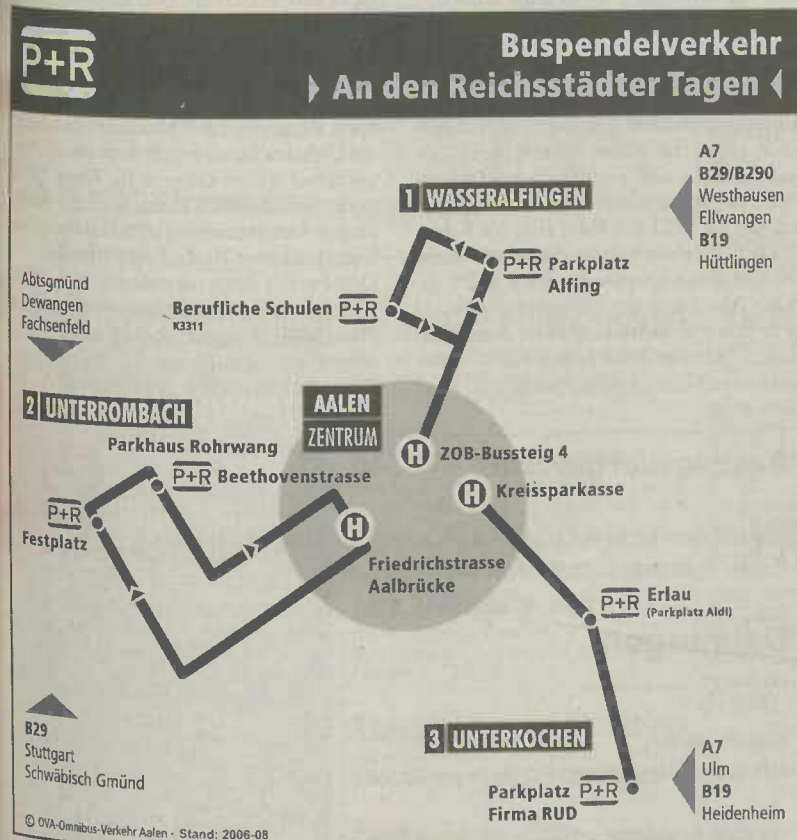 P+R
Buspendelverkehr
An den Reichsstädter Tagen
A7
B29/B290
Westhausen
Ellwangen
B19
Hüttlingen
1 WASSERALFINGEN
P+R Parkplatz
Alfing
Abtsgmünd
Dewangen
Fachsenfeld
Berufliche Schulen P+R
K3311
2 UNTERROMBACH
AALEN
ZENTRUM
Parkhaus Rohrwang
P+R Beethovenstrasse
H ZOB-Bussteig 4
H Kreissparkasse
P+R
Festplatz
H
Friedrichstrasse
Aalbrücke
P+R Erlau
(Parkplatz Aldi)
B29
Stuttgart
Schwäbisch Gmünd
3 UNTERKOCHEN
Parkplatz P+R
Firma RUD
A7
Ulm
B19
Heidenheim
© OVA-Omnibus-Verkehr Aalen - Stand: 2006-08